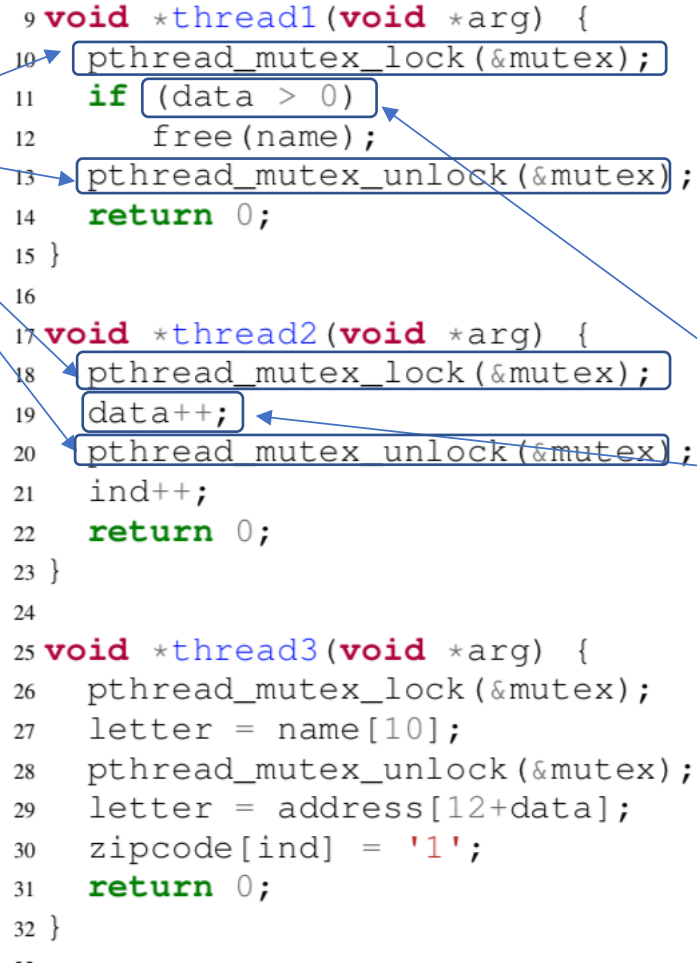 9 void *thread1(void *arg) {
10 pthread_mutex_lock(&mutex);
11 if (data > 0)
12 free(name);
13 pthread_mutex_unlock(&mutex);
14 return 0;
15 }
16
17 void *thread2(void *arg) {
18 pthread_mutex_lock(&mutex);
19 data++;
20 pthread_mutex_unlock(&mutex);
21 ind++;
22 return 0;
23 }
24
25 void *thread3(void *arg) {
26 pthread_mutex_lock(&mutex);
27 letter = name[10];
28 pthread_mutex_unlock(&mutex);
29 letter = address[12+data];
30 zipcode[ind] = '1';
31 return 0;
32 }